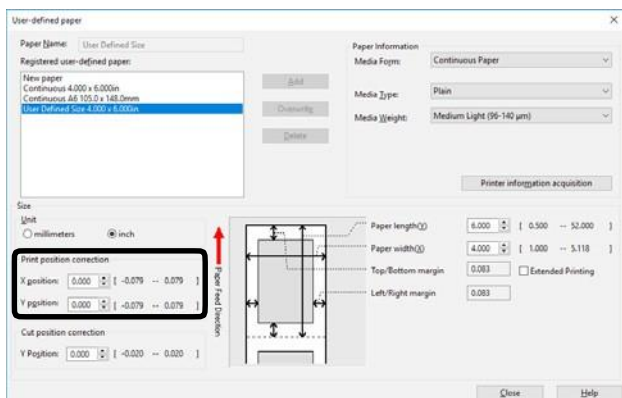 User-defined paper
Paper Name: User Defined Size
Registered user-defined paper:
New paper
Continuous 4.000 x 6.000in
Continuous A6 105.0 x 148.0mm
User Defined Size 4.000 x 6.000in
Add
Overwrite
Delete
Paper Information
Media Form: Continuous Paper
Media Type: Plain
Media Weight: Medium Light (96-140 μm)
Printer information acquisition
Size
Unit
millimeters inch
Print position correction
X position: 0.000 [ -0.079 -- 0.079 ]
Y position: 0.000 [ -0.079 -- 0.079 ]
Cut position correction
Y Position: 0.000 [ -0.020 -- 0.020 ]
Paper Feed Direction
Paper length(Y) 6.000 [ 0.500 -- 52.000 ]
Paper width(X) 4.000 [ 1.000 -- 5.118 ]
Top/Bottom margin 0.083 Extended Printing
Left/Right margin 0.083
Close Help